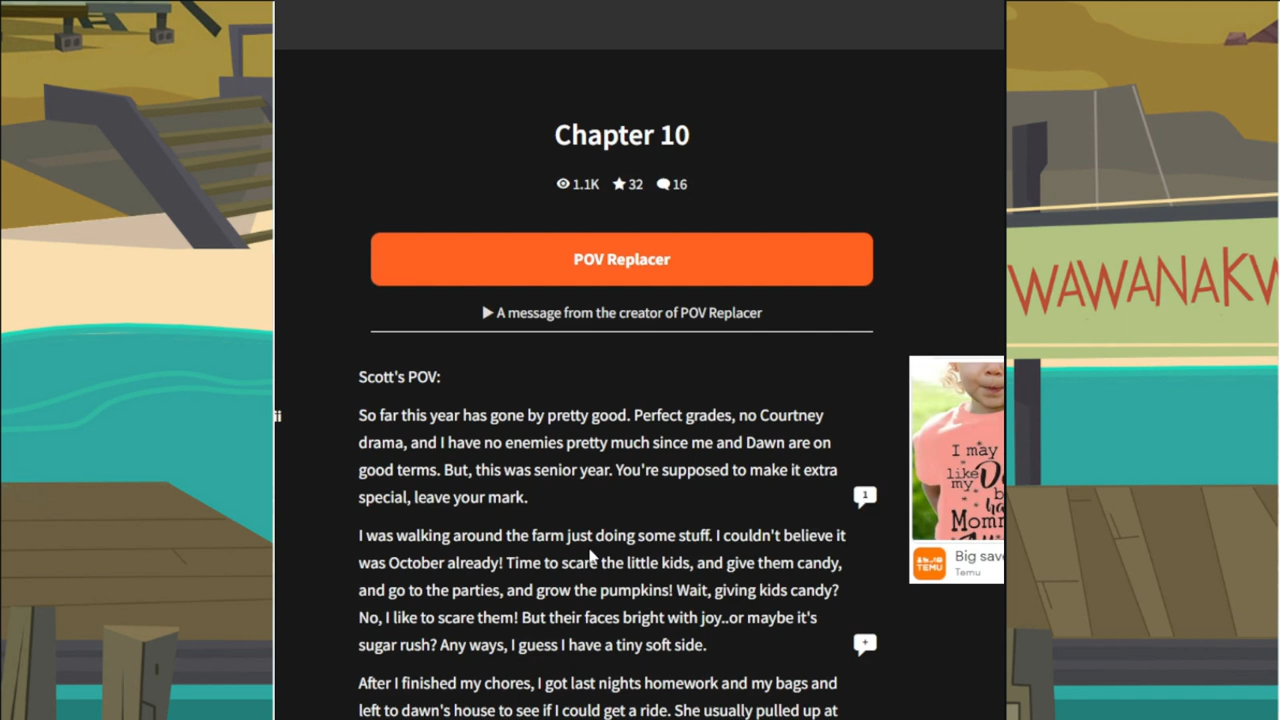 Chapter 10
1.1K 32 16
POV Replacer
A message from the creator of POV Replacer
Scott's POV:
So far this year has gone by pretty good. Perfect grades, no Courtney
drama, and I have no enemies pretty much since me and Dawn are on
good terms. But, this was senior year. You're supposed to make it extra
special, leave your mark.
1
I was walking around the farm just doing some stuff. I couldn't believe it
was October already! Time to scare the little kids, and give them candy,
and go to the parties, and grow the pumpkins! Wait, giving kids candy?
No, I like to scare them! But their faces bright with joy..or maybe it's
sugar rush? Any ways, I guess I have a tiny soft side.
+
After I finished my chores, I got last nights homework and my bags and
left to dawn's house to see if I could get a ride. She usually pulled up at
ii
WAWANAKW
I may
like
my
Mom
TEMU
Big sav
Temu